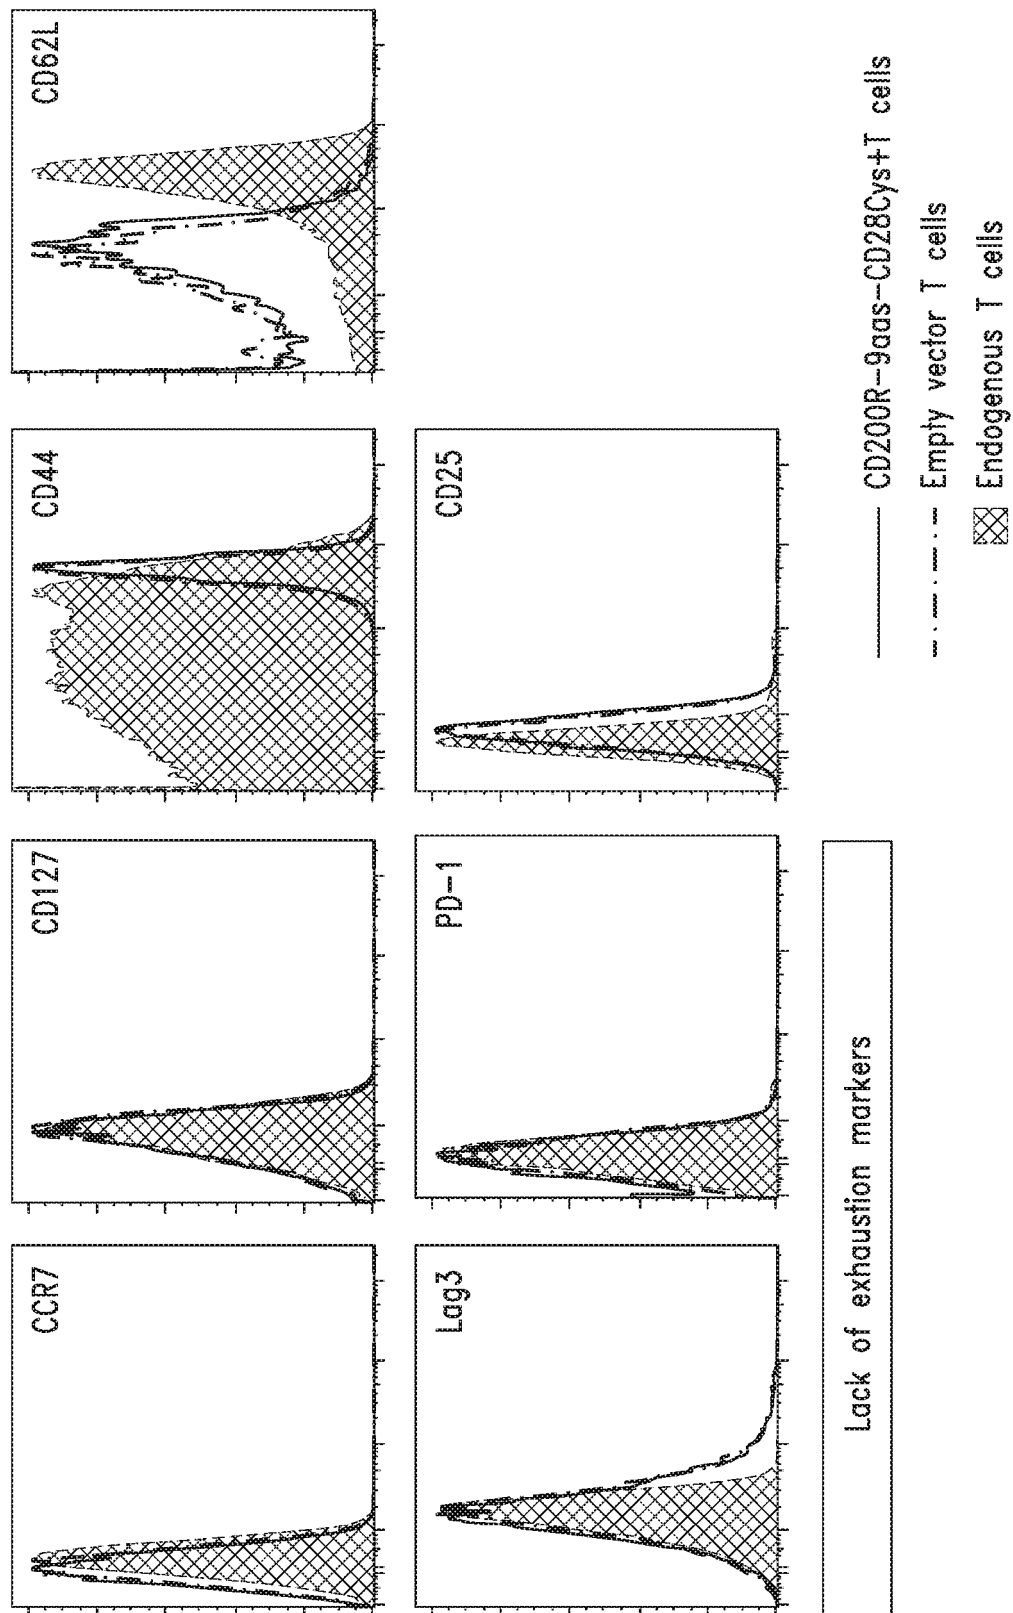 CCR7
CD127
CD44
CD62L
Lag3
PD-1
CD25
Lack of exhaustion markers
CD200R-9aas-CD28Cys+T cells
Empty vector T cells
Endogenous T cells